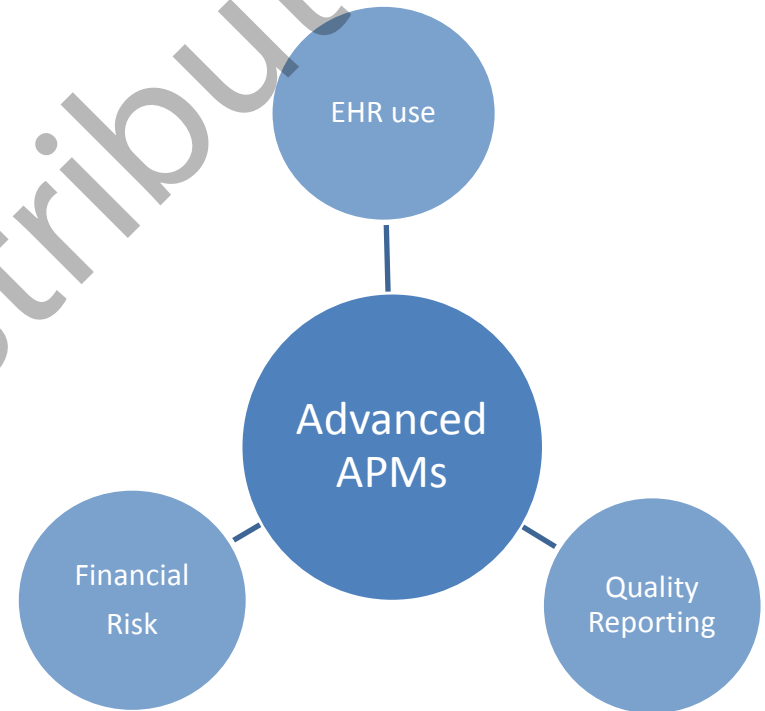 EHR use
Advanced
APMs
Financial
Risk
Quality
Reporting